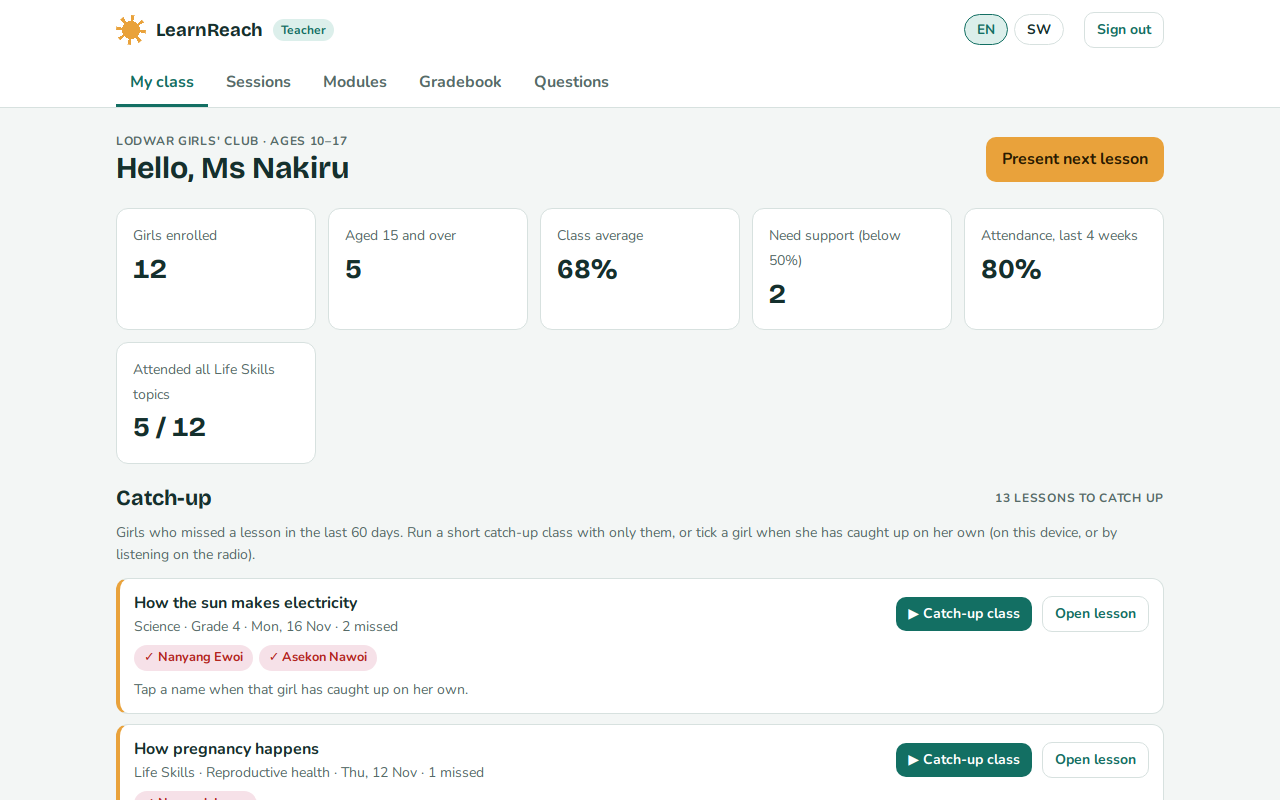 LearnReach
Teacher
EN
SW
Sign out
My class
Sessions
Modules
Gradebook
Questions
LODWAR GIRLS' CLUB · AGES 10–17
Hello, Ms Nakiru
Present next lesson
Girls enrolled
12
Aged 15 and over
5
Class average
68%
Need support (below
50%)
2
Attendance, last 4 weeks
80%
Attended all Life Skills
topics
5 / 12
Catch-up
13 LESSONS TO CATCH UP
Girls who missed a lesson in the last 60 days. Run a short catch-up class with only them, or tick a girl when she has caught up on her own (on this device, or by
listening on the radio).
How the sun makes electricity
Science · Grade 4 · Mon, 16 Nov · 2 missed
▶ Catch-up class
Open lesson
✓ Nanyang Ewoi
✓ Asekon Nawoi
Tap a name when that girl has caught up on her own.
How pregnancy happens
Life Skills · Reproductive health · Thu, 12 Nov · 1 missed
▶ Catch-up class
Open lesson